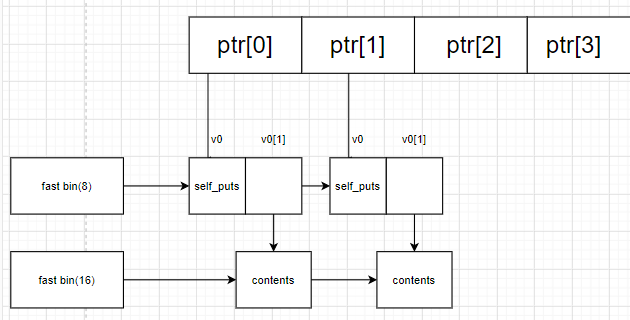 ptr[0] ptr[1] ptr[2] ptr[3]
v0 v0[1] v0 v0[1]
fast bin(8) self_puts self_puts
fast bin(16) contents contents